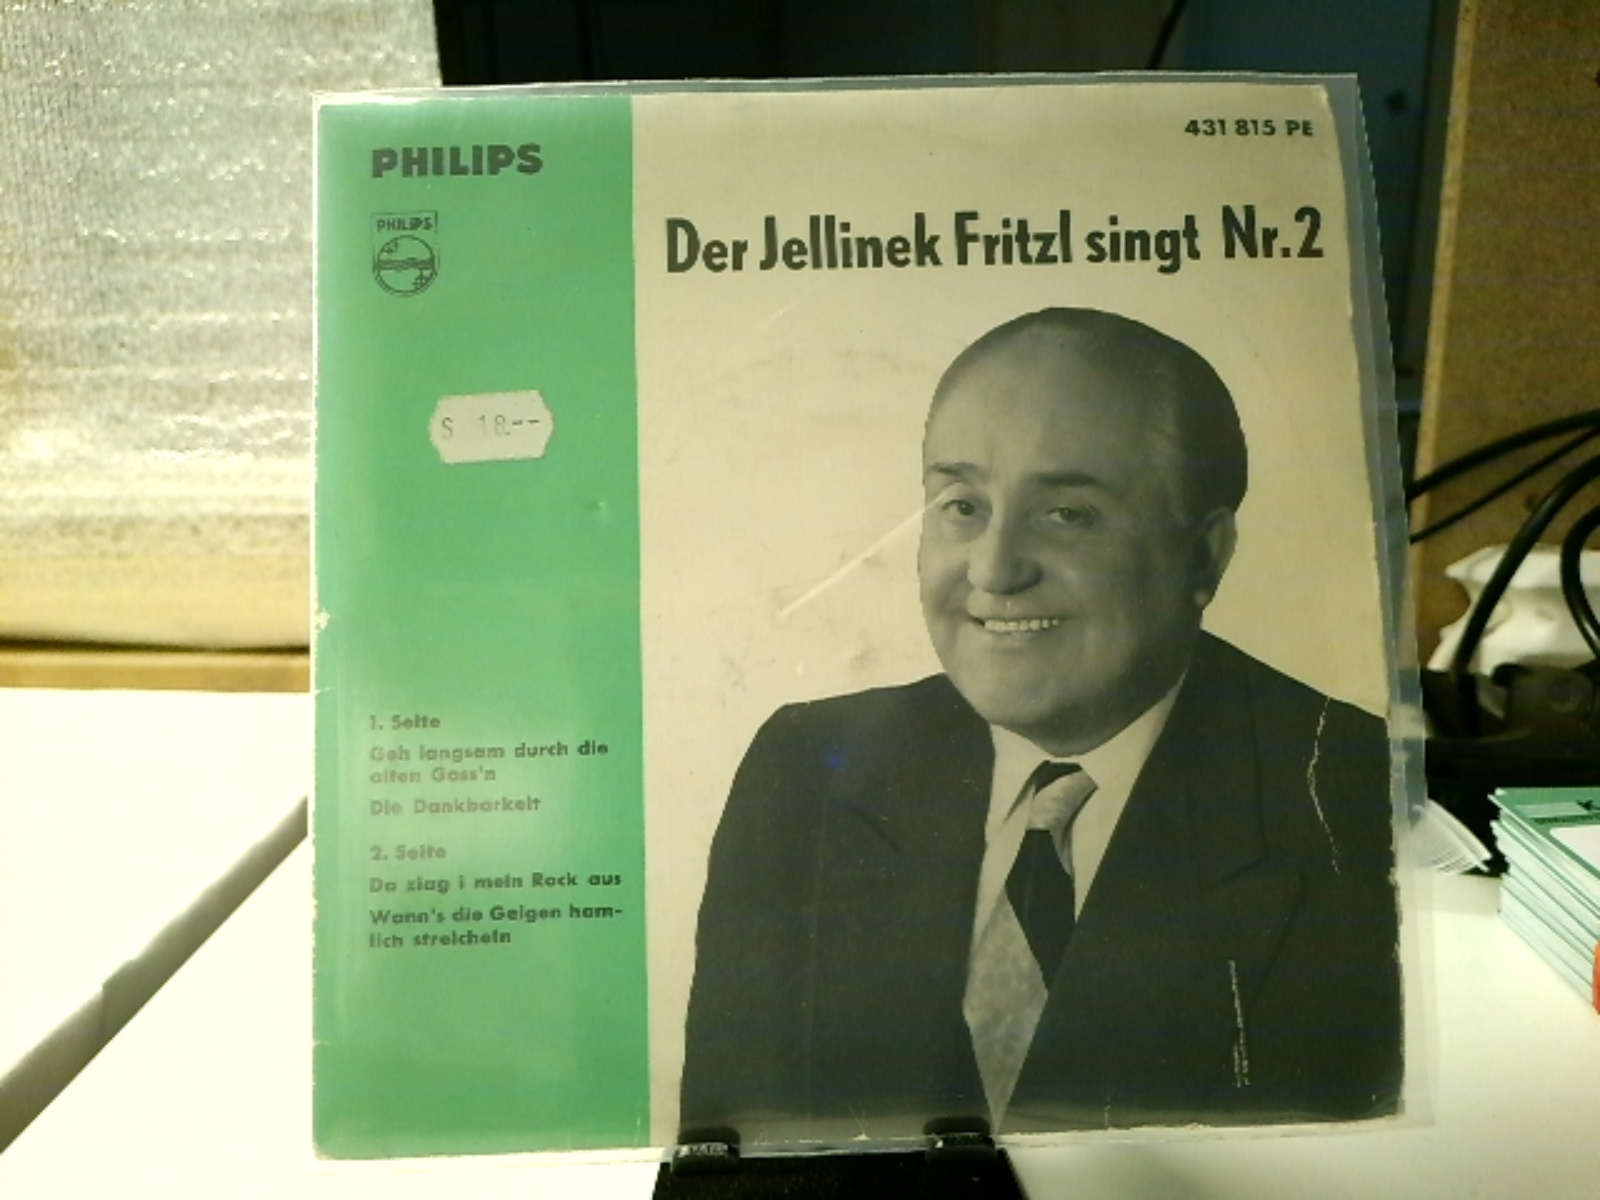 PHILIPS
431 815 PE
PHILIPS
Der Jellinek Fritzl singt Nr. 2
S 18.--
1. Seite
Geh langsam durch die
alten Gass'n
Die Dankbarkeit
2. Seite
Da ziag i mein Rock aus
Wann's die Geigen ham-
lich streicheln